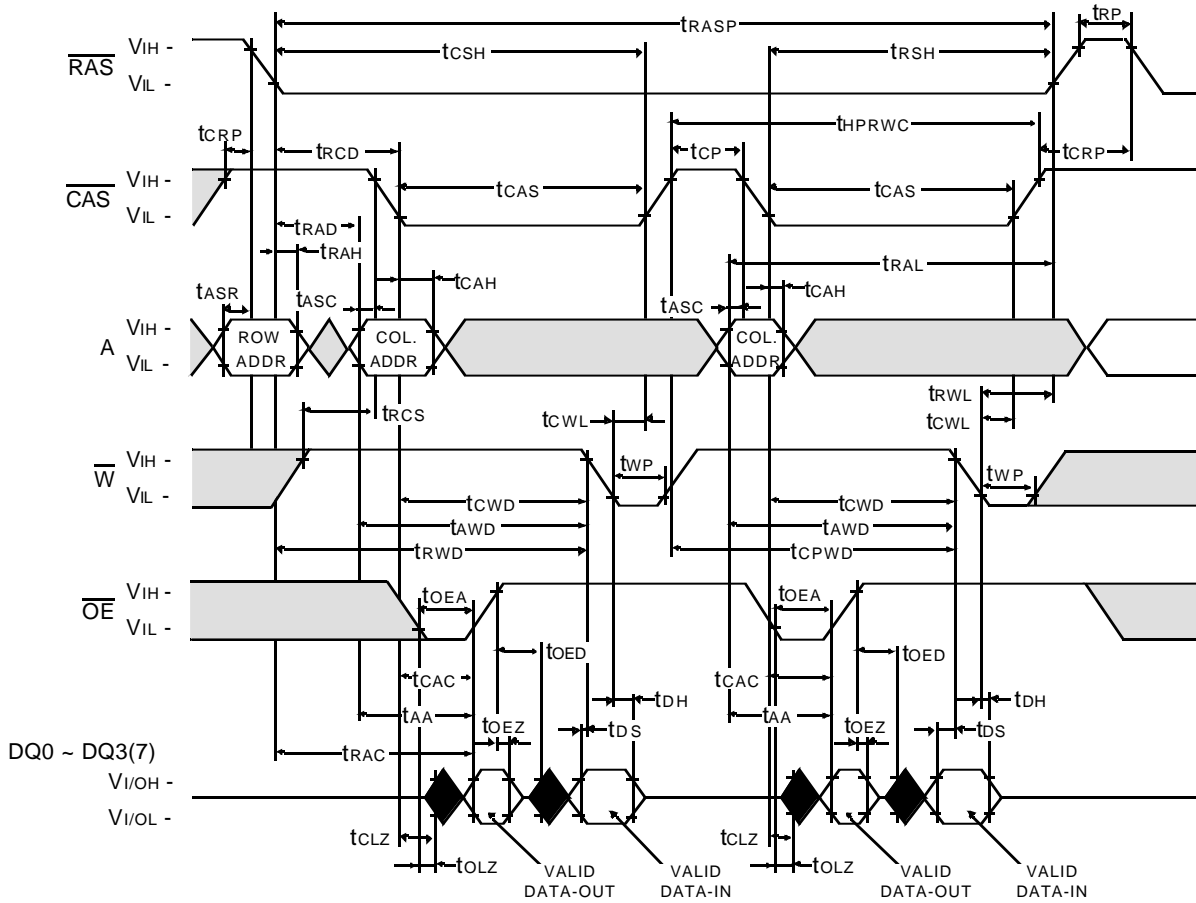 tRASP
tRP
tCSH
tRSH
RAS
VIH -
VIL -
tHPRWC
tCRP
tRCD
tCP
tCRP
CAS
VIH -
VIL -
tCAS
tCAS
tRAD
tRAH
tRAL
tASR
tASC
tCAH
tASC
tCAH
A
VIH -
VIL -
ROW
ADDR
COL.
ADDR
COL.
ADDR
tRCS
tCWL
tRWL
tCWL
W
VIH -
VIL -
tWP
tWP
tCWD
tCWD
tAWD
tAWD
tRWD
tCPWD
OE
VIH -
VIL -
tOEA
tOEA
tOED
tOED
tCAC
tCAC
tDH
tDH
tAA
tOEZ
tDS
tAA
tOEZ
tDS
DQ0 ~ DQ3(7)
tRAC
VI/OH -
VI/OL -
tCLZ
tOLZ
tCLZ
tOLZ
VALID
DATA-OUT
VALID
DATA-IN
VALID
DATA-OUT
VALID
DATA-IN